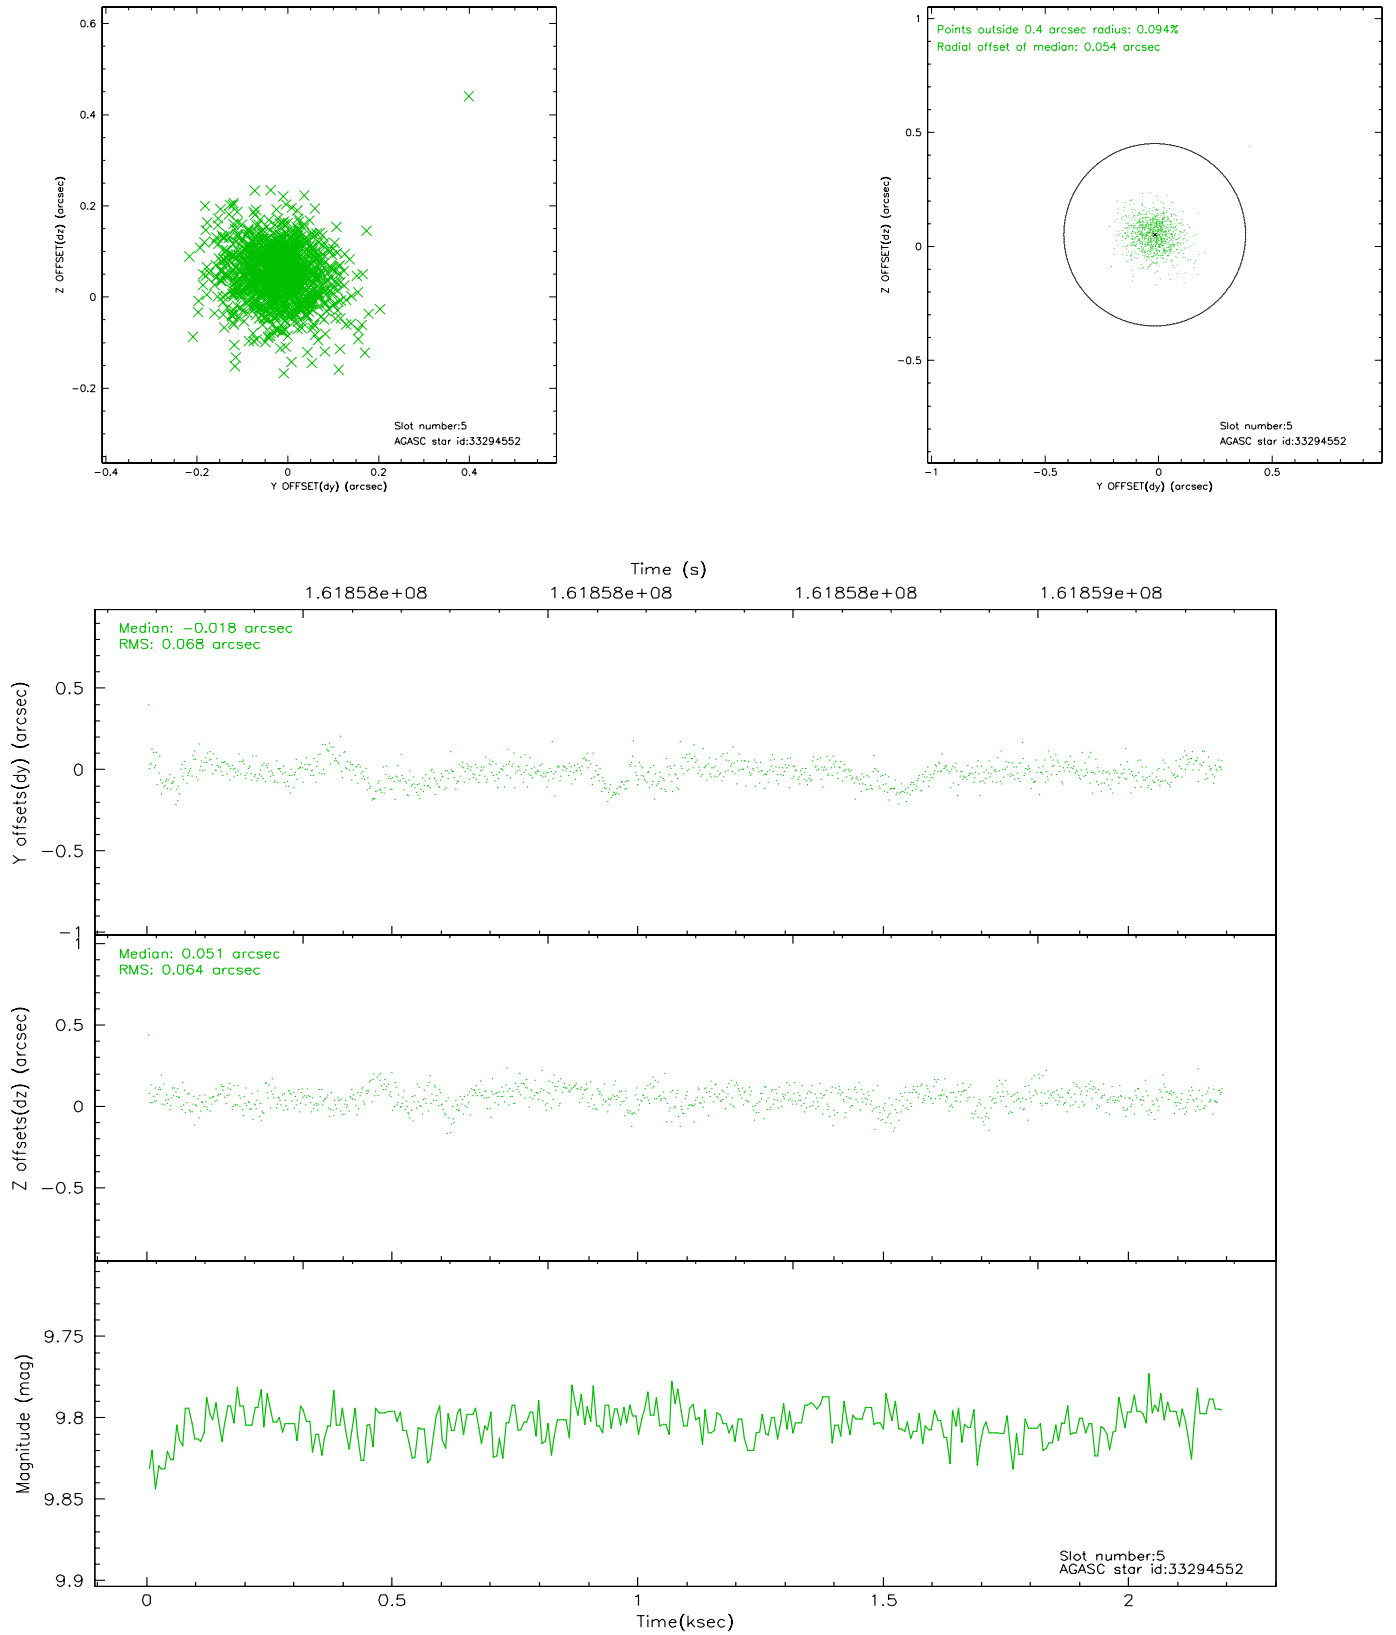 0.6
0.4
0.2
0
−0.2
−0.4
−0.2
0
0.2
0.4
Z OFFSET(dz) (arcsec)
Y OFFSET(dy) (arcsec)
Slot number:5
AGASC star id:33294552
Points outside 0.4 arcsec radius: 0.094%
Radial offset of median: 0.054 arcsec
1
0.5
0
−0.5
−1
−0.5
0
0.5
Z OFFSET(dz) (arcsec)
Y OFFSET(dy) (arcsec)
Slot number:5
AGASC star id:33294552
Time (s)
1.61858e+08 1.61858e+08 1.61858e+08 1.61859e+08
Median: −0.018 arcsec
RMS: 0.068 arcsec
0.5
0
−0.5
−1
Y offsets(dy) (arcsec)
Median: 0.051 arcsec
RMS: 0.064 arcsec
1
0.5
0
−0.5
Z offsets(dz) (arcsec)
9.75
9.8
9.85
9.9
Magnitude (mag)
Slot number:5
AGASC star id:33294552
0 0.5 1 1.5 2
Time(ksec)